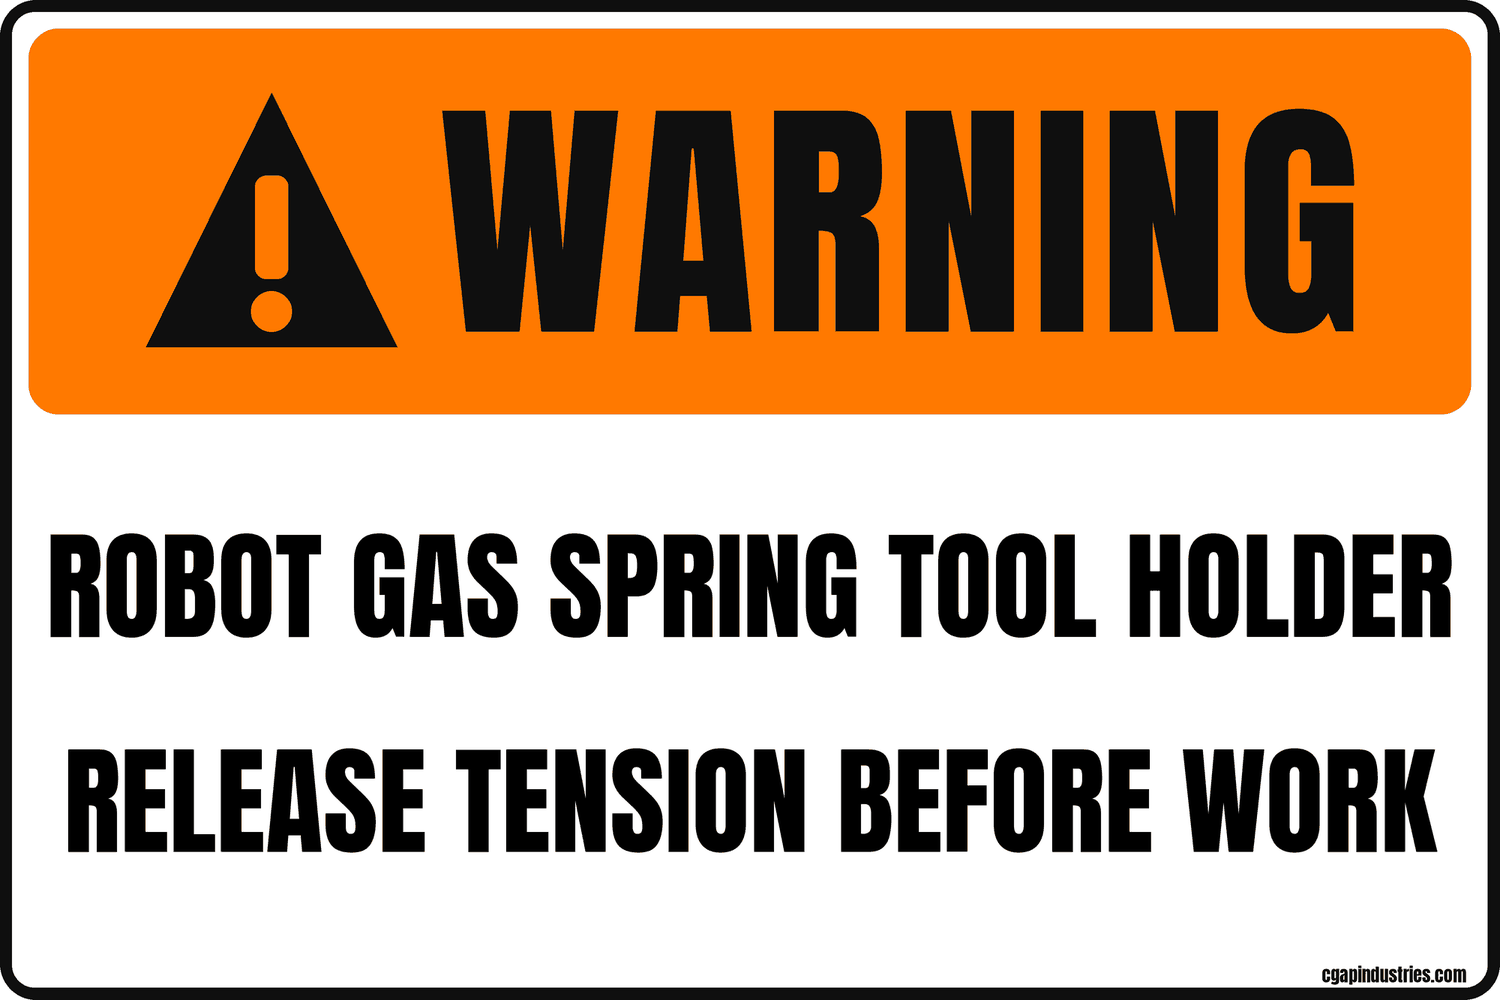 WARNING
ROBOT GAS SPRING TOOL HOLDER
RELEASE TENSION BEFORE WORK
cgapindustries.com